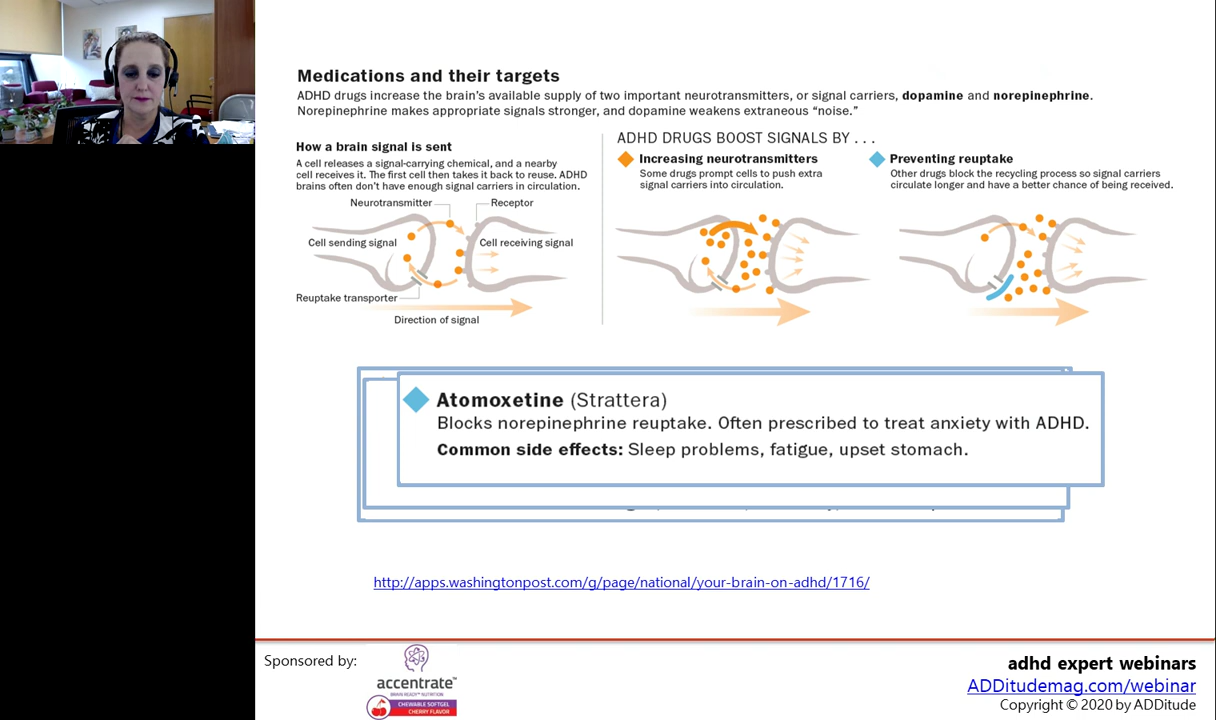 Medications and their targets
ADHD drugs increase the brain's available supply of two important neurotransmitters, or signal carriers, dopamine and norepinephrine.
Norepinephrine makes appropriate signals stronger, and dopamine weakens extraneous “noise.”
How a brain signal is sent
A cell releases a signal-carrying chemical, and a nearby
cell receives it. The first cell then takes it back to reuse. ADHD
brains often don't have enough signal carriers in circulation.
Neurotransmitter
Receptor
Cell sending signal
Cell receiving signal
Reuptake transporter
Direction of signal
ADHD DRUGS BOOST SIGNALS BY . . .
Increasing neurotransmitters
Some drugs prompt cells to push extra
signal carriers into circulation.
Preventing reuptake
Other drugs block the recycling process so signal carriers
circulate longer and have a better chance of being received.
Atomoxetine (Strattera)
Blocks norepinephrine reuptake. Often prescribed to treat anxiety with ADHD.
Common side effects: Sleep problems, fatigue, upset stomach.
http://apps.washingtonpost.com/g/page/national/your-brain-on-adhd/1716/
Sponsored by:
accentrate™
BRAIN READY™ NUTRITION
CHEWABLE SOFTGEL
CHERRY FLAVOR
adhd expert webinars
ADDitudemag.com/webinar
Copyright © 2020 by ADDitude